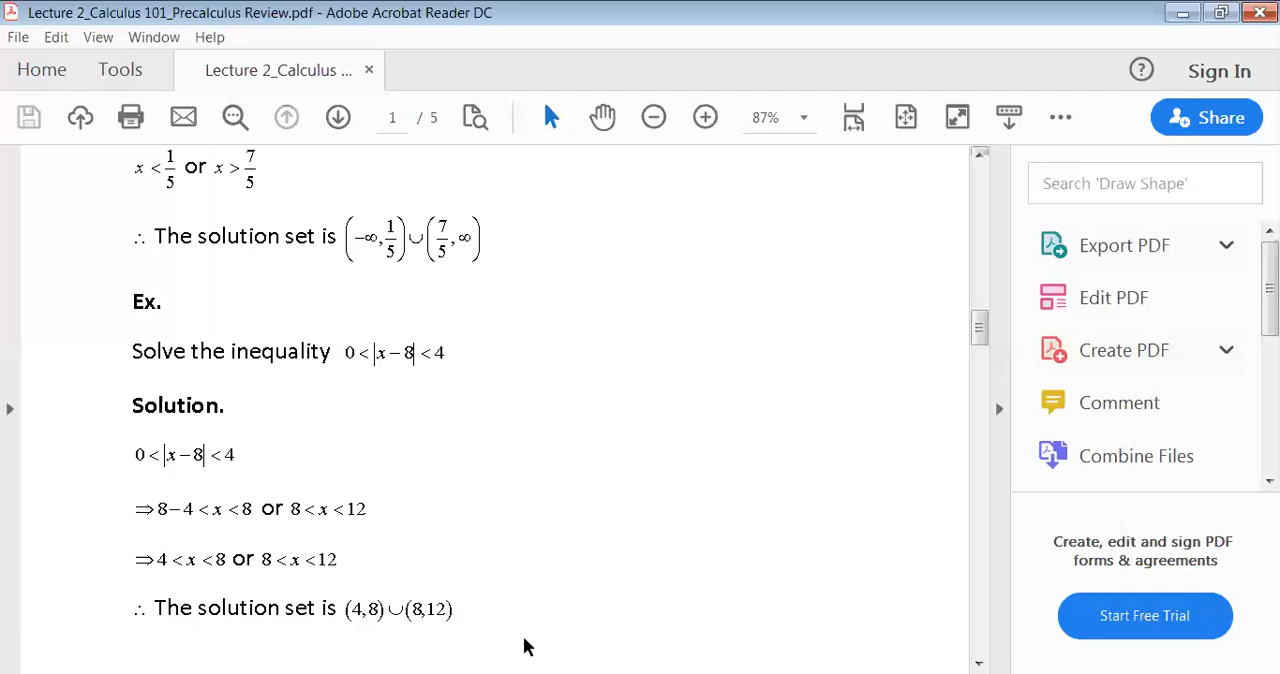 Lecture 2_Calculus 101_Precalculus Review.pdf - Adobe Acrobat Reader DC
File Edit View Window Help
Home Tools Lecture 2_Calculus ... × ? Sign In
1 / 5 87% Share
x < 1/5 or x > 7/5
∴ The solution set is (−∞, 1/5) ∪ (7/5, ∞)
Ex.
Solve the inequality 0 < |x − 8| < 4
Solution.
0 < |x − 8| < 4
⇒ 8 − 4 < x < 8 or 8 < x < 12
⇒ 4 < x < 8 or 8 < x < 12
∴ The solution set is (4,8) ∪ (8,12)
Search 'Draw Shape'
Export PDF
Edit PDF
Create PDF
Comment
Combine Files
Create, edit and sign PDF
forms & agreements
Start Free Trial